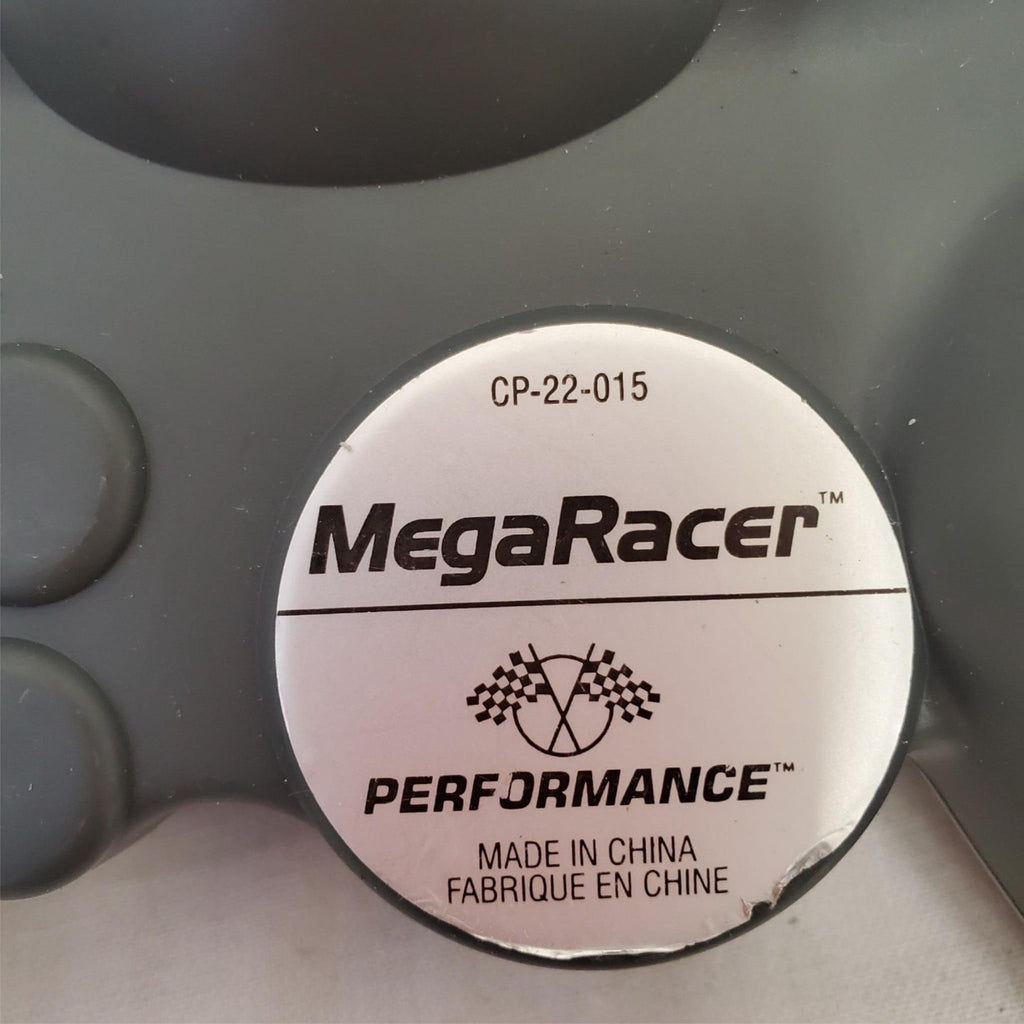 CP-22-015
MegaRacer™
PERFORMANCE™
MADE IN CHINA
FABRIQUE EN CHINE